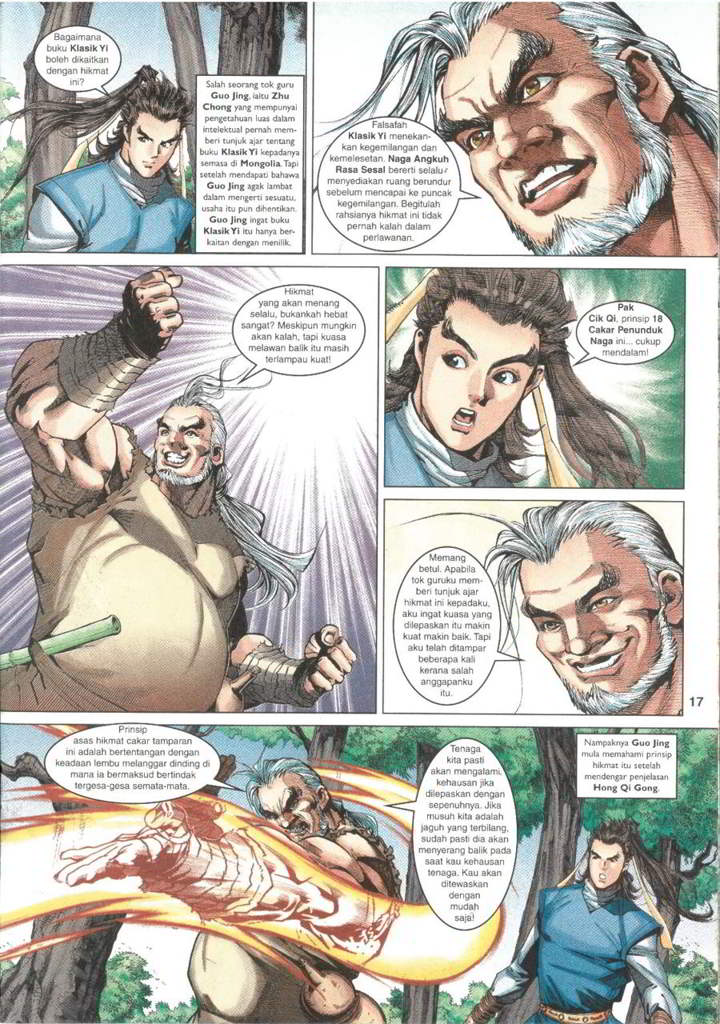 Bagaimana
buku Klasik Yi
boleh dikaitkan
dengan hikmat
ini?
Salah seorang tok guru
Guo Jing, iaitu Zhu
Chong yang mempunyai
pengetahuan luas dalam
intelektual pernah mem-
beri tunjuk ajar tentang
buku Klasik Yi kepadanya
semasa di Mongolia. Tapi
setelah mendapati bahawa
Guo Jing agak lambat
dalam mengerti sesuatu,
usaha itu pun dihentikan.
Guo Jing ingat buku
Klasik Yi itu hanya ber-
kaitan dengan menilik.
Falsafah
Klasik Yi menekan-
kan kegemilangan dan
kemelesetan. Naga Angkuh
Rasa Sesal bererti selalu
menyediakan ruang berundur
sebelum mencapai ke puncak
kegemilangan. Begitulah
rahsianya hikmat ini tidak
pernah kalah dalam
perlawanan.
Hikmat
yang akan menang
selalu, bukankah hebat
sangat? Meskipun mungkin
akan kalah, tapi kuasa
melawan balik itu masih
terlampau kuat!
Pak
Cik Qi, prinsip 18
Cakar Penunduk
Naga ini... cukup
mendalam!
Memang
betul. Apabila
tok guruku mem-
beri tunjuk ajar
hikmat ini kepadaku,
aku ingat kuasa yang
dilepaskan itu makin
kuat makin baik. Tapi
aku telah ditampar
beberapa kali
kerana salah
anggapanku
itu.
17
Prinsip
asas hikmat cakar tamparan
ini adalah bertentangan dengan
keadaan lembu melanggar dinding di
mana ia bermaksud bertindak
tergesa-gesa semata-mata.
Tenaga
kita pasti
akan mengalami
kehausan jika
dilepaskan dengan
sepenuhnya. Jika
musuh kita adalah
jaguh yang terbilang,
sudah pasti dia akan
menyerang balik pada
saat kau kehausan
tenaga. Kau akan
ditewaskan
dengan
mudah
saja!
Nampaknya Guo Jing
mula memahami prinsip
hikmat itu setelah
mendengar penjelasan
Hong Qi Gong.